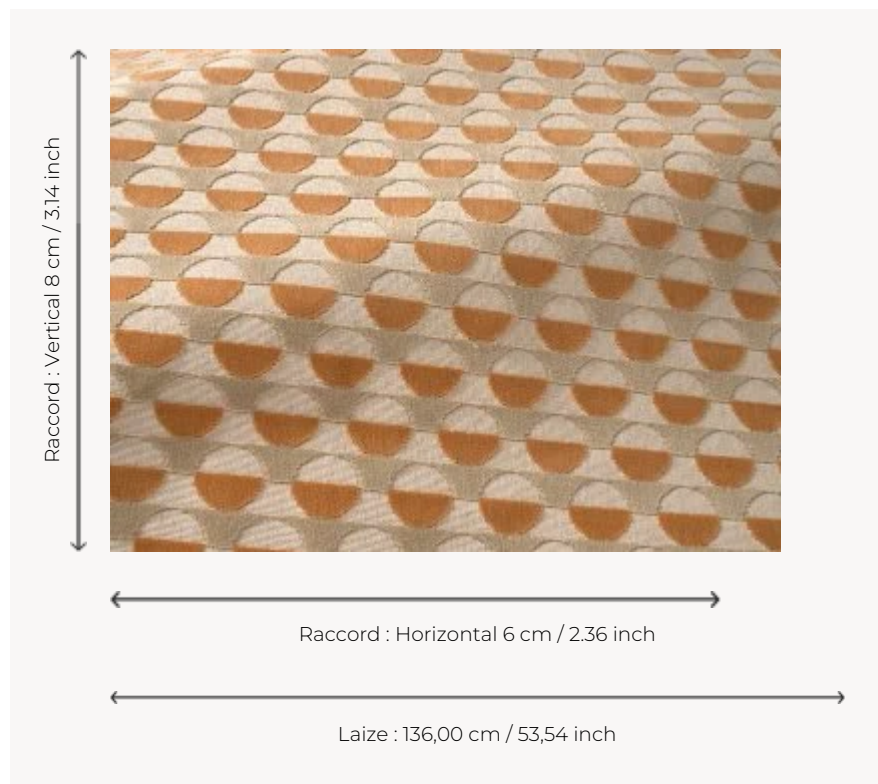 Raccord : Vertical 8 cm / 3.14 inch
Raccord : Horizontal 6 cm / 2.36 inch
Laize : 136,00 cm / 53,54 inch